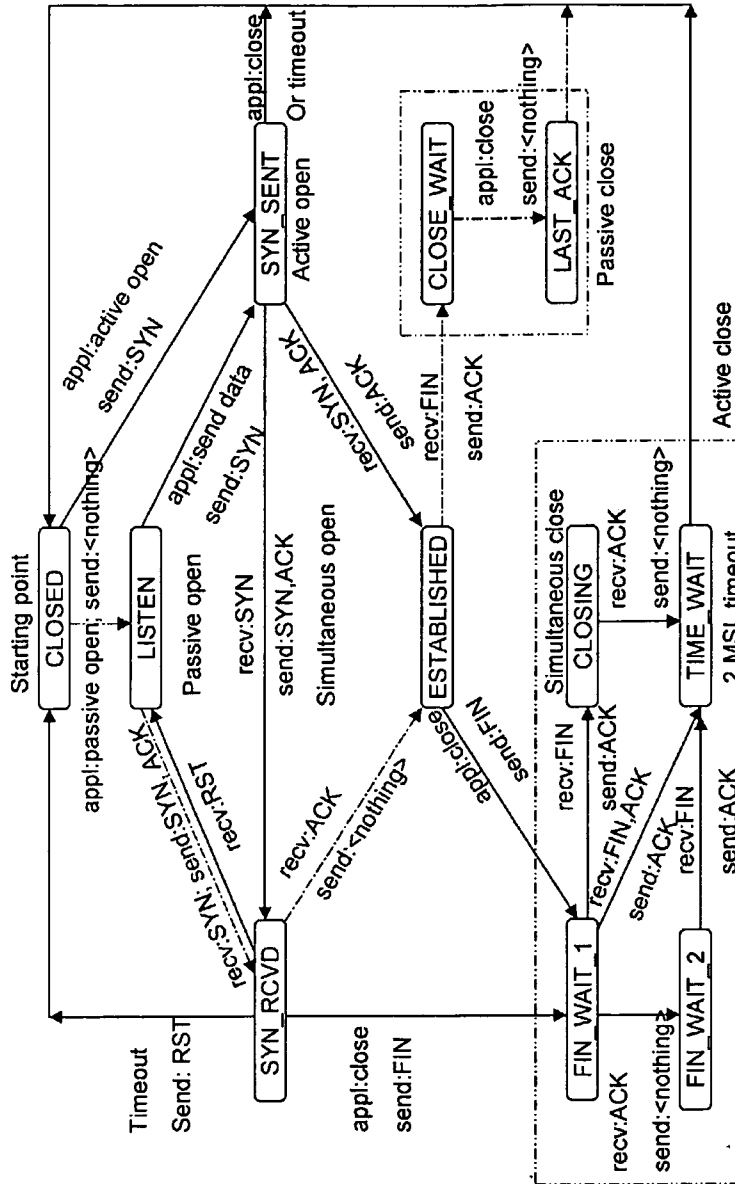 Starting point
CLOSED
appl:passive open; send:<nothing>
appl:active open
send:SYN
LISTEN
Passive open
recv:SYN; send:SYN, ACK
recv:RST
appl:send data
send:SYN
Timeout
Send: RST
SYN_RCVD
recv:SYN
send:SYN,ACK
Simultaneous open
SYN_SENT
Active open
appl:close
Or timeout
recv:ACK
send:<nothing>
recv:SYN, ACK
send:ACK
appl:close
send:FIN
ESTABLISHED
appl:close
send:FIN
recv:FIN
send:ACK
CLOSE_WAIT
appl:close
send:<nothing>
LAST_ACK
Passive close
Active close
FIN_WAIT_1
recv:FIN
send:ACK
Simultaneous close
CLOSING
recv:FIN,ACK
send:ACK
recv:ACK
send:<nothing>
recv:ACK
send:<nothing>
FIN_WAIT_2
recv:FIN
send:ACK
TIME_WAIT
2 MSL timeout